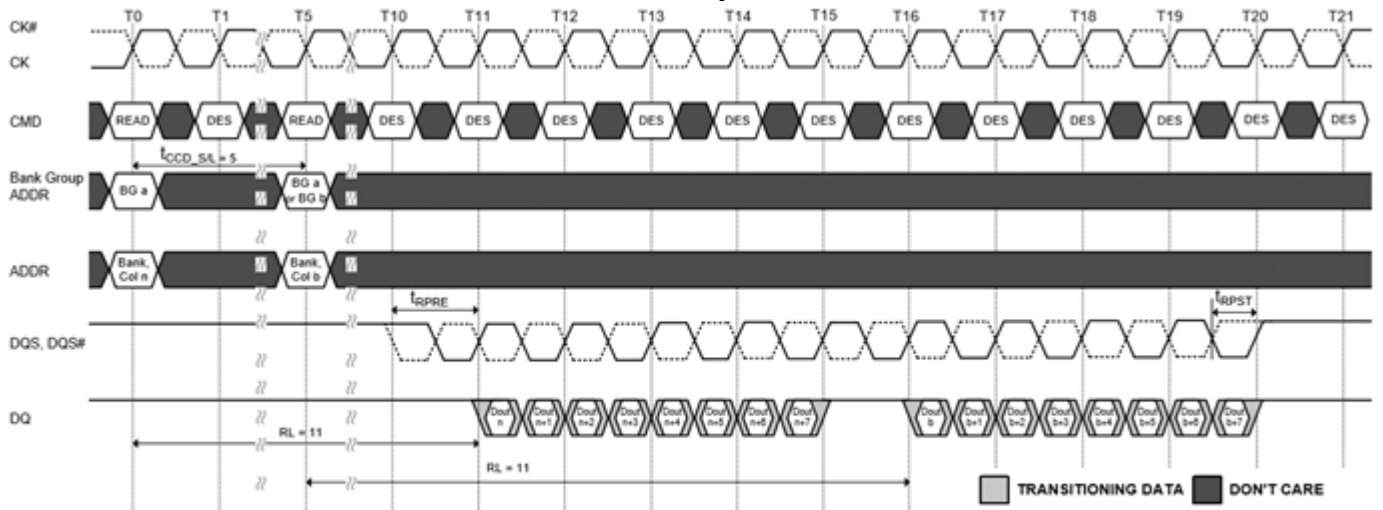 T0 T1 T5 T10 T11 T12 T13 T14 T15 T16 T17 T18 T19 T20 T21
CK#
CK
CMD READ DES READ DES DES DES DES DES DES DES DES DES DES DES DES
tCCD_S/L = 5
Bank Group
ADDR
BG a
BG a
or BG b
ADDR
Bank,
Col n
Bank,
Col b
tRPRE
tRPST
DQS, DQS#
DQ
Dout
n
Dout
n+1
Dout
n+2
Dout
n+3
Dout
n+4
Dout
n+5
Dout
n+6
Dout
n+7
Dout
b
Dout
b+1
Dout
b+2
Dout
b+3
Dout
b+4
Dout
b+5
Dout
b+6
Dout
b+7
RL = 11
RL = 11
TRANSITIONING DATA
DON'T CARE